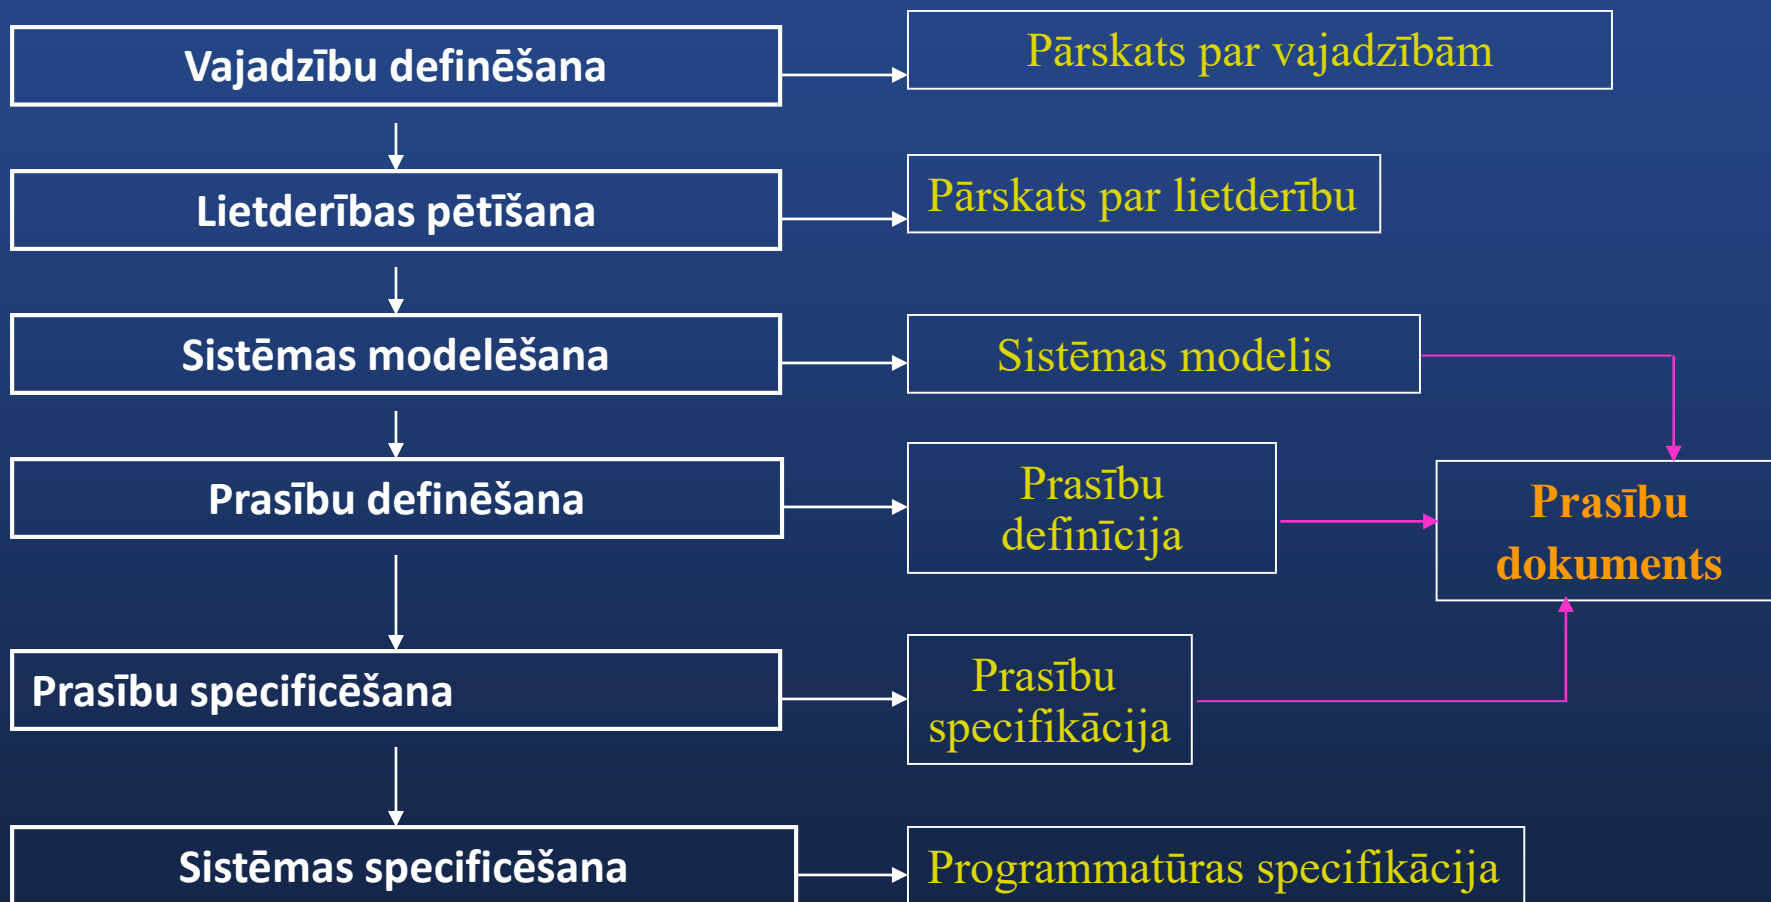 Vajadzību definēšana
Pārskats par vajadzībām
Lietderības pētīšana
Pārskats par lietderību
Sistēmas modelēšana
Sistēmas modelis
Prasību definēšana
Prasību
definīcija
Prasību
dokuments
Prasību specificēšana
Prasību
specifikācija
Sistēmas specificēšana
Programmatūras specifikācija